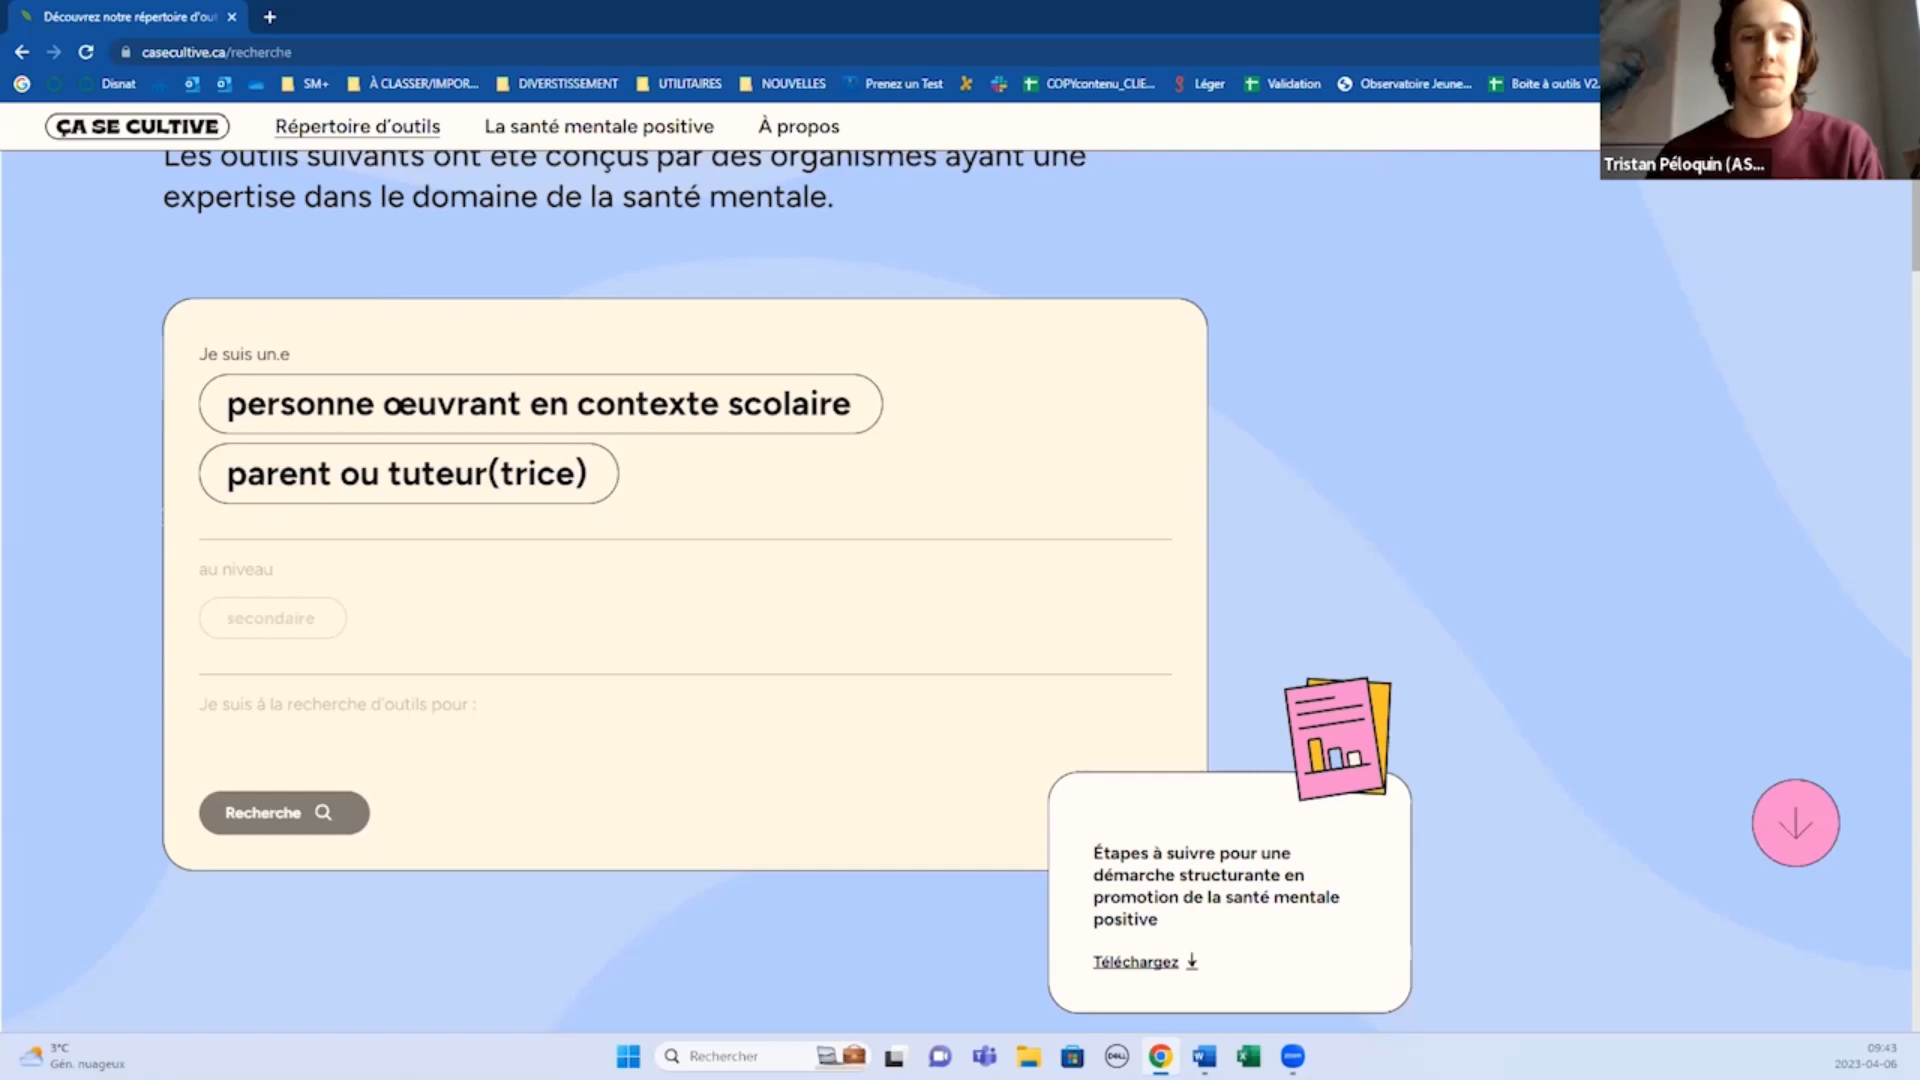 Découvrez notre répertoire d'ou
casecultive.ca/recherche
Disnat
SM+
À CLASSER/IMPOR...
DIVERSTISSEMENT
UTILITAIRES
NOUVELLES
Prenez un Test
COPYcontenu_CLIE...
Léger
Validation
Observatoire Jeune...
Boite à outils V2.
Tristan Péloquin (AS...
ÇA SE CULTIVE
Répertoire d'outils
La santé mentale positive
À propos
Les outils suivants ont été conçus par des organismes ayant une
expertise dans le domaine de la santé mentale.
Je suis un.e
personne œuvrant en contexte scolaire
parent ou tuteur(trice)
au niveau
secondaire
Je suis à la recherche d'outils pour :
Recherche
Étapes à suivre pour une
démarche structurante en
promotion de la santé mentale
positive
Téléchargez
3°C
Gén. nuageux
Rechercher
DELL
zoom
09:43
2023-04-06